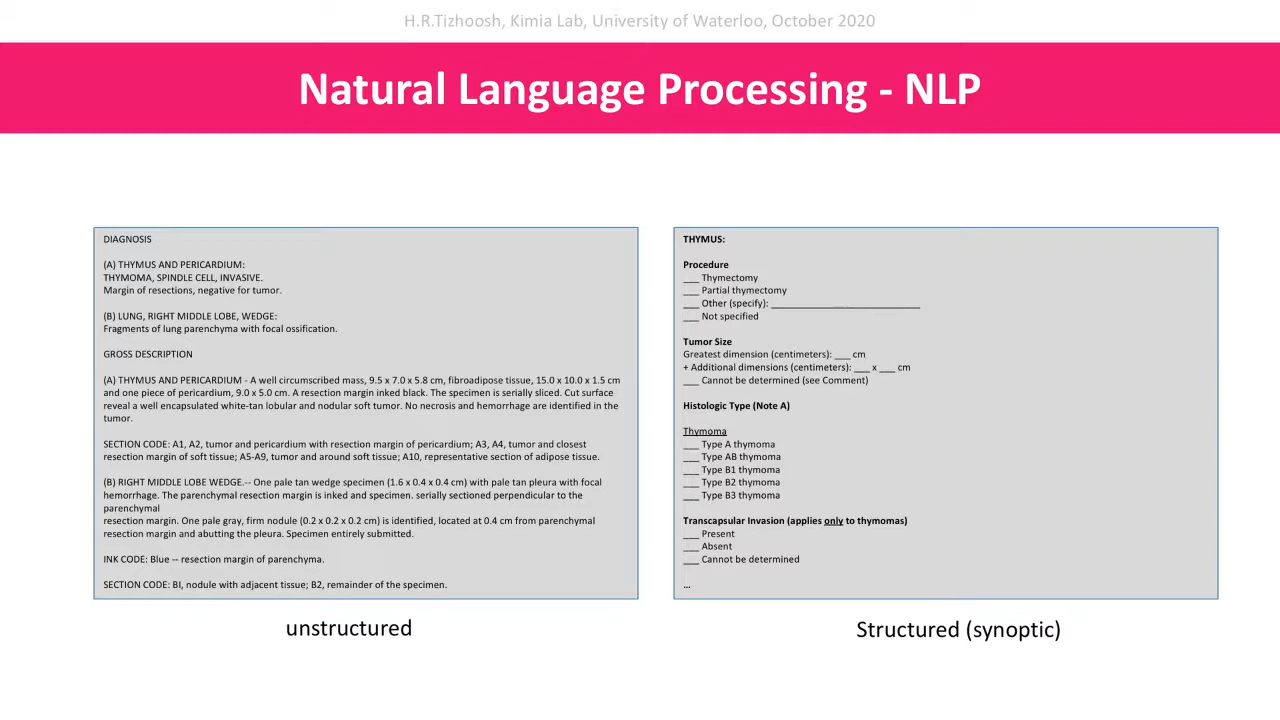 H.R.Tizhoosh, Kimia Lab, University of Waterloo, October 2020
Natural Language Processing - NLP
DIAGNOSIS
(A) THYMUS AND PERICARDIUM:
THYMOMA, SPINDLE CELL, INVASIVE.
Margin of resections, negative for tumor.
(B) LUNG, RIGHT MIDDLE LOBE, WEDGE:
Fragments of lung parenchyma with focal ossification.
GROSS DESCRIPTION
(A) THYMUS AND PERICARDIUM - A well circumscribed mass, 9.5 x 7.0 x 5.8 cm, fibroadipose tissue, 15.0 x 10.0 x 1.5 cm
and one piece of pericardium, 9.0 x 5.0 cm. A resection margin inked black. The specimen is serially sliced. Cut surface
reveal a well encapsulated white-tan lobular and nodular soft tumor. No necrosis and hemorrhage are identified in the
tumor.
SECTION CODE: A1, A2, tumor and pericardium with resection margin of pericardium; A3, A4, tumor and closest
resection margin of soft tissue; A5-A9, tumor and around soft tissue; A10, representative section of adipose tissue.
(B) RIGHT MIDDLE LOBE WEDGE.-- One pale tan wedge specimen (1.6 x 0.4 x 0.4 cm) with pale tan pleura with focal
hemorrhage. The parenchymal resection margin is inked and specimen. serially sectioned perpendicular to the
parenchymal
resection margin. One pale gray, firm nodule (0.2 x 0.2 x 0.2 cm) is identified, located at 0.4 cm from parenchymal
resection margin and abutting the pleura. Specimen entirely submitted.
INK CODE: Blue -- resection margin of parenchyma.
SECTION CODE: BI, nodule with adjacent tissue; B2, remainder of the specimen.
unstructured
THYMUS:
Procedure
___ Thymectomy
___ Partial thymectomy
___ Other (specify): ____________________________
___ Not specified
Tumor Size
Greatest dimension (centimeters): ___ cm
+ Additional dimensions (centimeters): ___ x ___ cm
___ Cannot be determined (see Comment)
Histologic Type (Note A)
Thymoma
___ Type A thymoma
___ Type AB thymoma
___ Type B1 thymoma
___ Type B2 thymoma
___ Type B3 thymoma
Transcapsular Invasion (applies only to thymomas)
___ Present
___ Absent
___ Cannot be determined
...
Structured (synoptic)